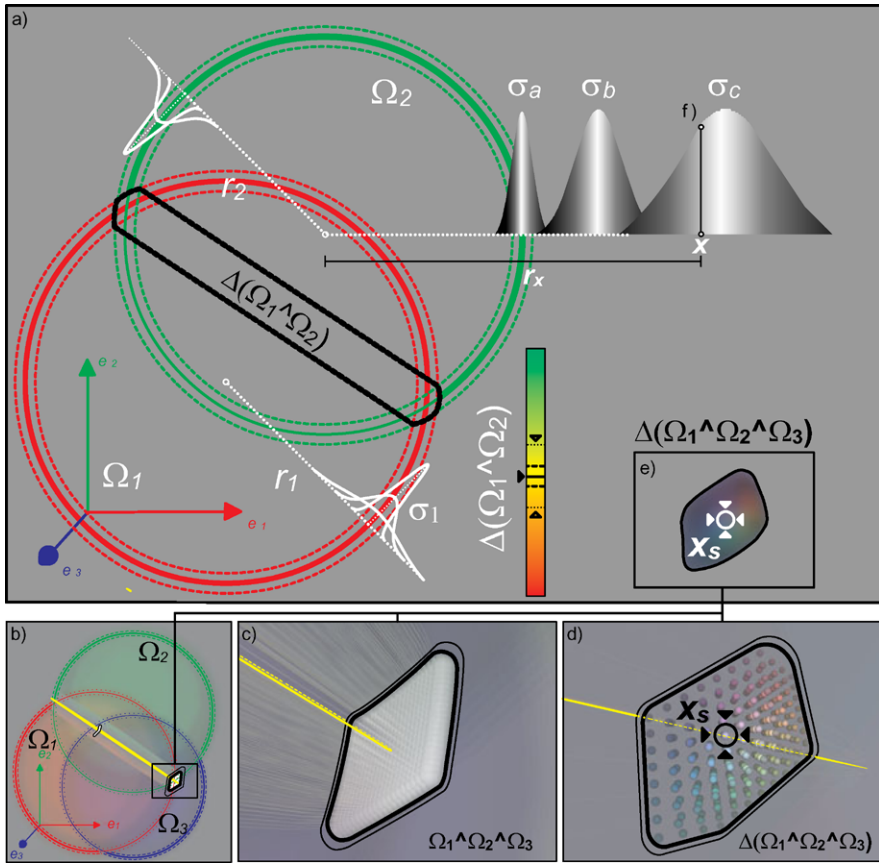 a)
Ω2
σa
σb
σc
f)
r2
x
rx
Δ(Ω1^Ω2)
e2
Ω1
r1
σ1
e1
e3
Δ(Ω1^Ω2)
Δ(Ω1^Ω2^Ω3)
e)
xs
b)
Ω2
Ω1
e2
e1
e3
Ω3
c)
Ω1^Ω2^Ω3
d)
xs
Δ(Ω1^Ω2^Ω3)